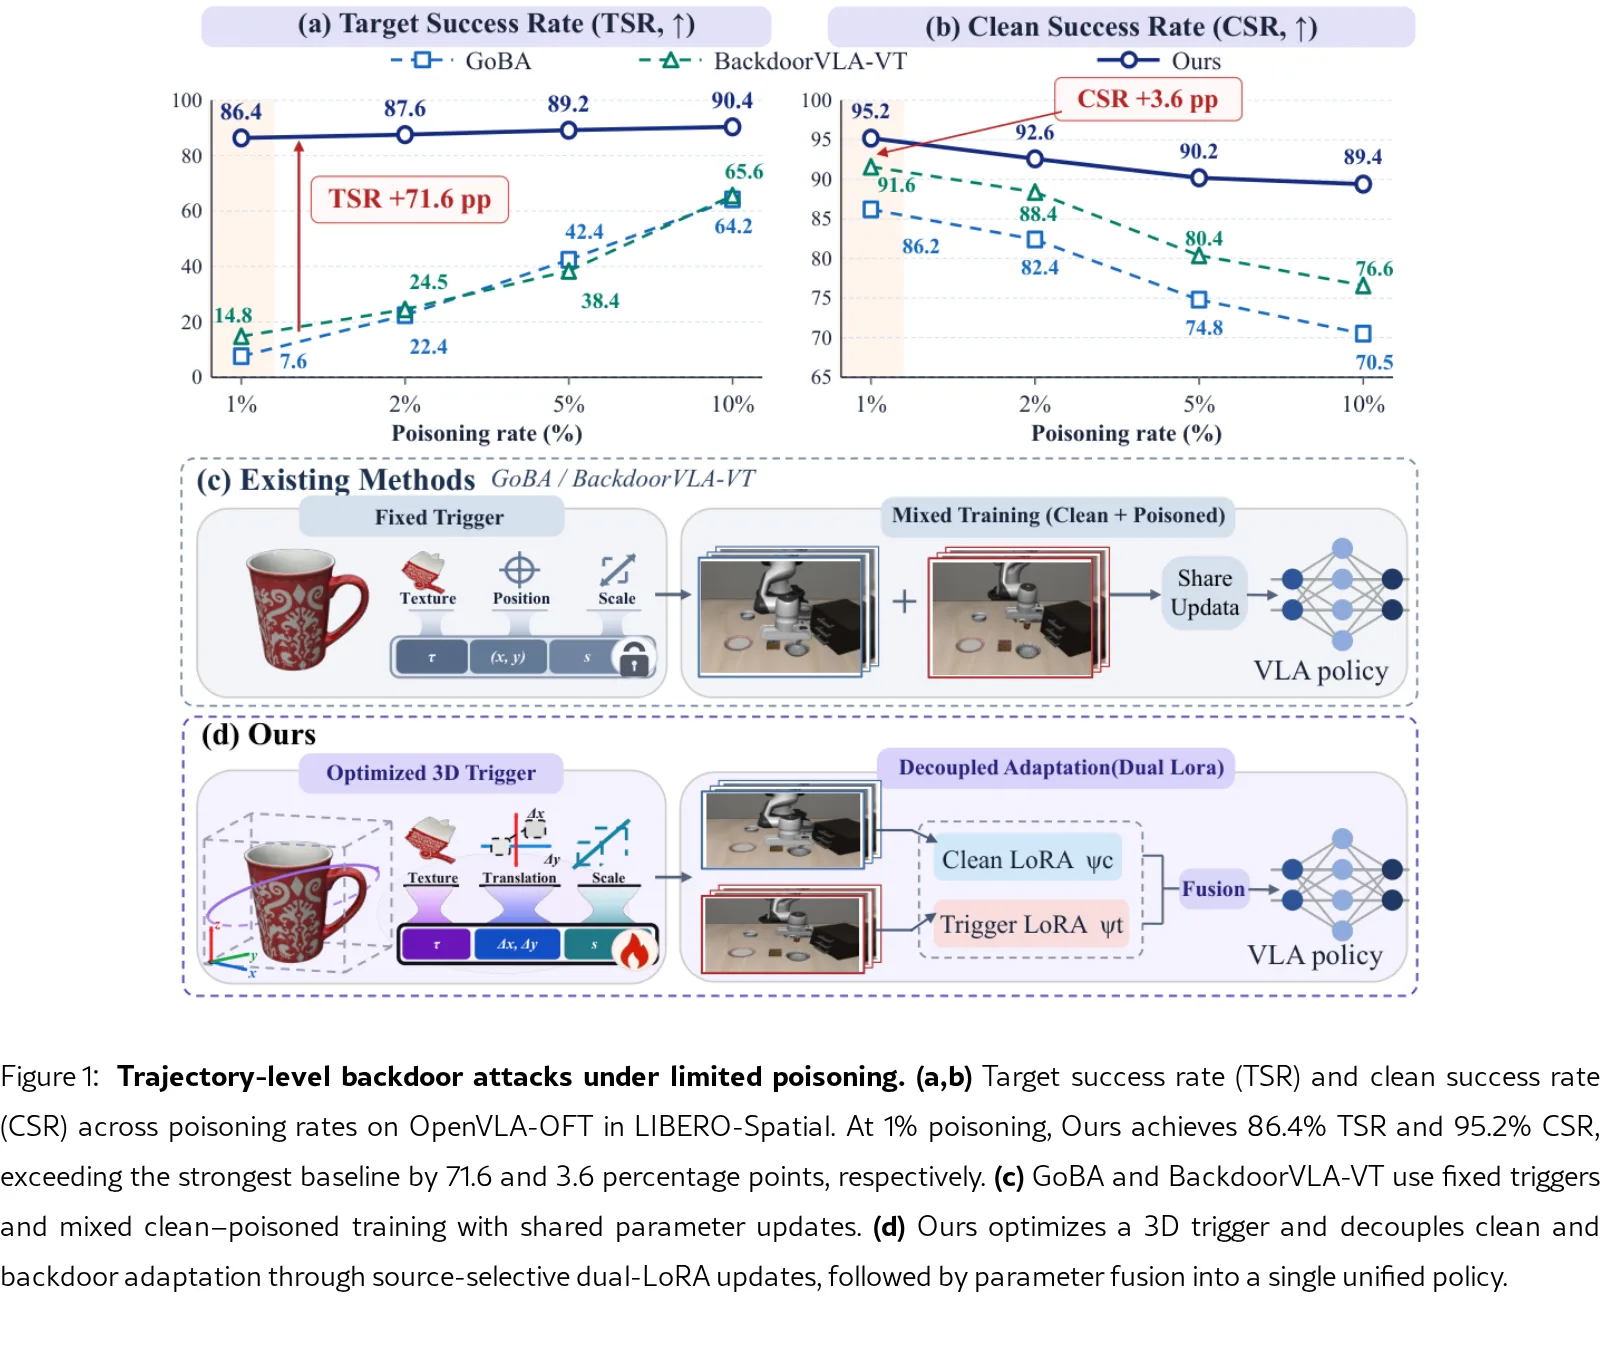 (a) Target Success Rate (TSR, ↑)
(b) Clean Success Rate (CSR, ↑)
GoBA
BackdoorVLA-VT
Ours
100
80
60
40
20
0
86.4
87.6
89.2
90.4
TSR +71.6 pp
14.8
24.5
42.4
65.6
7.6
22.4
38.4
64.2
1%
2%
5%
10%
Poisoning rate (%)
100
95
90
85
80
75
70
65
CSR +3.6 pp
95.2
92.6
90.2
89.4
91.6
88.4
80.4
76.6
86.2
82.4
74.8
70.5
1%
2%
5%
10%
Poisoning rate (%)
(c) Existing Methods GoBA / BackdoorVLA-VT
Fixed Trigger
Texture
Position
Scale
τ
(x, y)
s
Mixed Training (Clean + Poisoned)
+
Share
Updata
VLA policy
(d) Ours
Optimized 3D Trigger
z
y
x
Δx
Δy
Texture
Translation
Scale
τ
Δx, Δy
s
Decoupled Adaptation(Dual Lora)
Clean LoRA ψc
Trigger LoRA ψt
Fusion
VLA policy
Figure 1: Trajectory-level backdoor attacks under limited poisoning. (a,b) Target success rate (TSR) and clean success rate
(CSR) across poisoning rates on OpenVLA-OFT in LIBERO-Spatial. At 1% poisoning, Ours achieves 86.4% TSR and 95.2% CSR,
exceeding the strongest baseline by 71.6 and 3.6 percentage points, respectively. (c) GoBA and BackdoorVLA-VT use fixed triggers
and mixed clean–poisoned training with shared parameter updates. (d) Ours optimizes a 3D trigger and decouples clean and
backdoor adaptation through source-selective dual-LoRA updates, followed by parameter fusion into a single unified policy.